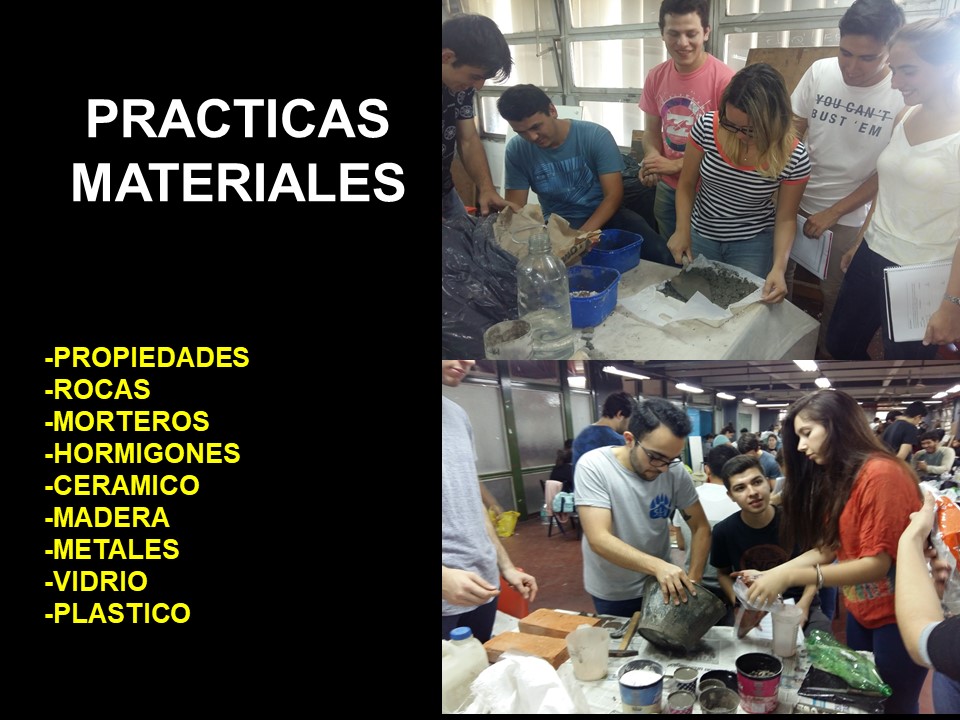 PRACTICAS
MATERIALES
-PROPIEDADES
-ROCAS
-MORTEROS
-HORMIGONES
-CERAMICO
-MADERA
-METALES
-VIDRIO
-PLASTICO
YOU CAN'T
BUST 'EM